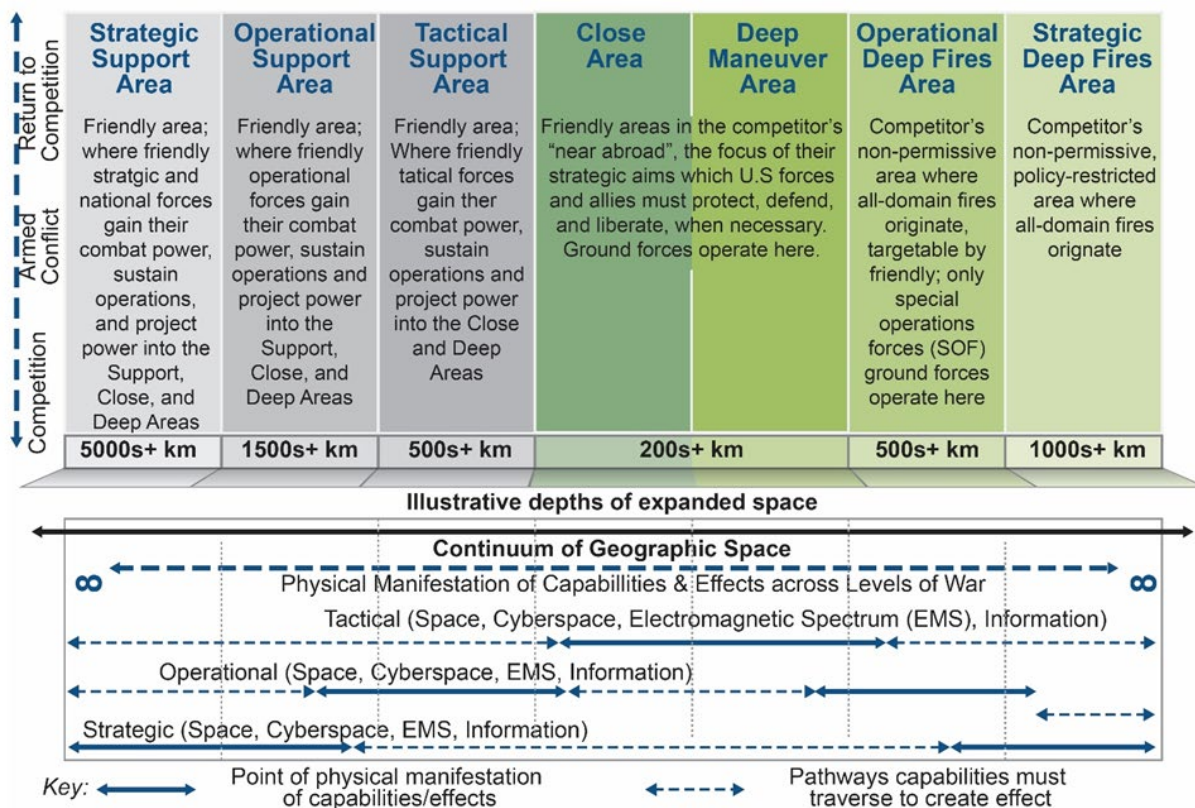 Return to
Competition
Armed
Conflict
Competition
Strategic
Support
Area
Friendly area;
where friendly
stratgic and
national forces
gain their
combat power,
sustain
operations,
and project
power into the
Support,
Close, and
Deep Areas
Operational
Support
Area
Friendly area;
where friendly
operational
forces gain
their combat
power, sustain
operations and
project power
into the
Support,
Close, and
Deep Areas
Tactical
Support
Area
Friendly area;
Where friendly
tatical forces
gain ther
combat power,
sustain
operations and
project power
into the Close
and Deep
Areas
Close
Area
Deep
Maneuver
Area
Friendly areas in the competitor's
“near abroad”, the focus of their
strategic aims which U.S forces
and allies must protect, defend,
and liberate, when necessary.
Ground forces operate here.
Operational
Deep Fires
Area
Competitor's
non-permissive
area where
all-domain fires
originate,
targetable by
friendly; only
special
operations
forces (SOF)
ground forces
operate here
Strategic
Deep Fires
Area
Competitor's
non-permissive,
policy-restricted
area where
all-domain fires
orignate
5000s+ km
1500s+ km
500s+ km
200s+ km
500s+ km
1000s+ km
Illustrative depths of expanded space
Continuum of Geographic Space
∞
∞
Physical Manifestation of Capabillities & Effects across Levels of War
Tactical (Space, Cyberspace, Electromagnetic Spectrum (EMS), Information)
Operational (Space, Cyberspace, EMS, Information)
Strategic (Space, Cyberspace, EMS, Information)
Key:
Point of physical manifestation
of capabilities/effects
Pathways capabilities must
traverse to create effect